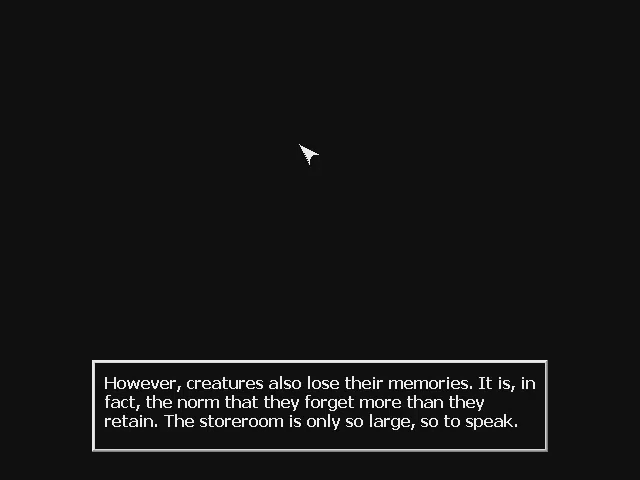 However, creatures also lose their memories. It is, in
fact, the norm that they forget more than they
retain. The storeroom is only so large, so to speak.